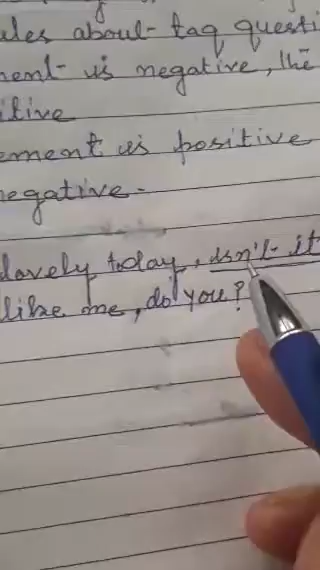 ules about tag questi
ment is negative, the
itive
ement is positive
negative.
lovely today, isn't it
like me, do you?